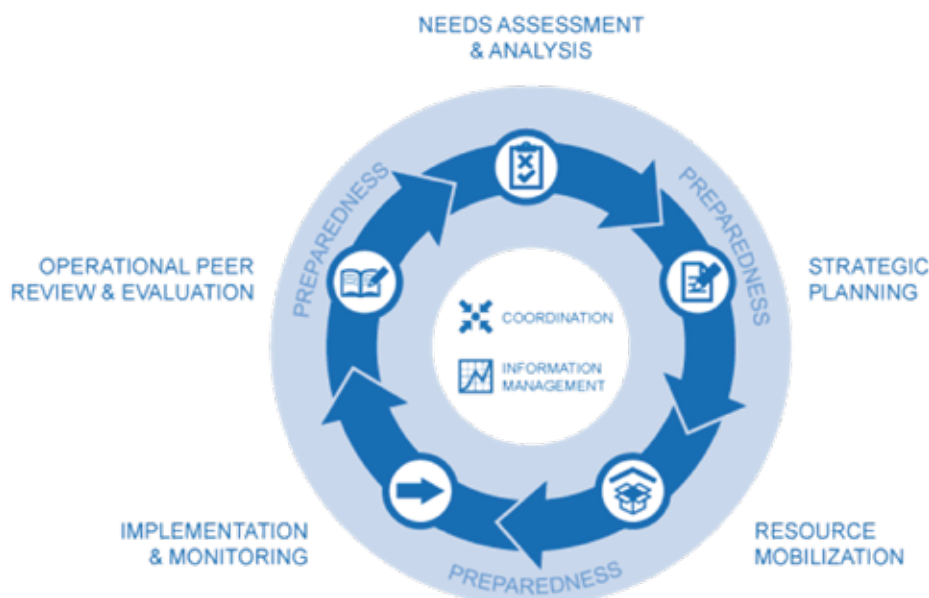 NEEDS ASSESSMENT
& ANALYSIS
PREPAREDNESS
PREPAREDNESS
OPERATIONAL PEER
REVIEW & EVALUATION
STRATEGIC
PLANNING
COORDINATION
INFORMATION
MANAGEMENT
IMPLEMENTATION
& MONITORING
RESOURCE
MOBILIZATION
PREPAREDNESS